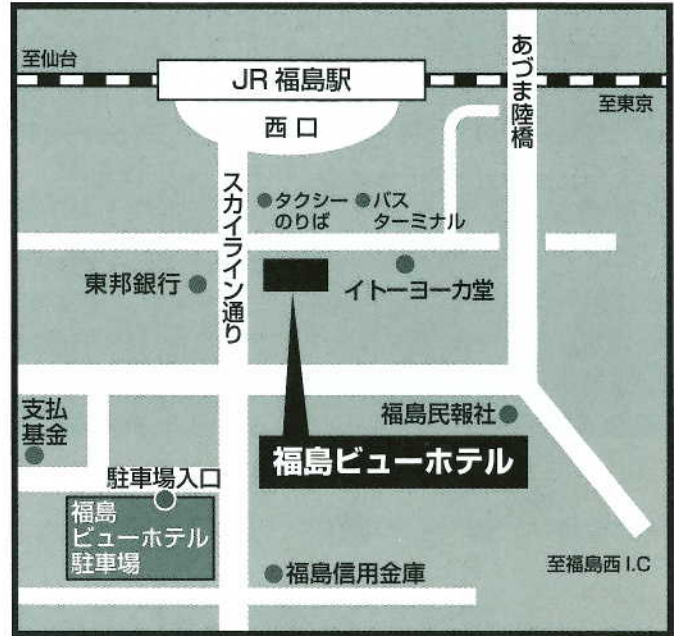 至仙台
JR 福島駅
西口
あづま陸橋
至東京
スカイライン通り
タクシー
のりば
バス
ターミナル
東邦銀行
イトーヨーカ堂
支払
基金
福島民報社
福島ビューホテル
駐車場入口
福島
ビューホテル
駐車場
福島信用金庫
至福島西 I.C